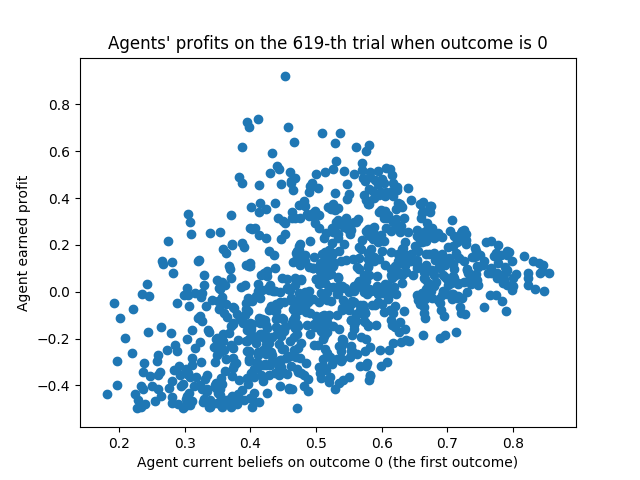 Agents' profits on the 619-th trial when outcome is 0
Agent earned profit
0.8
0.6
0.4
0.2
0.0
−0.2
−0.4
0.2 0.3 0.4 0.5 0.6 0.7 0.8
Agent current beliefs on outcome 0 (the first outcome)